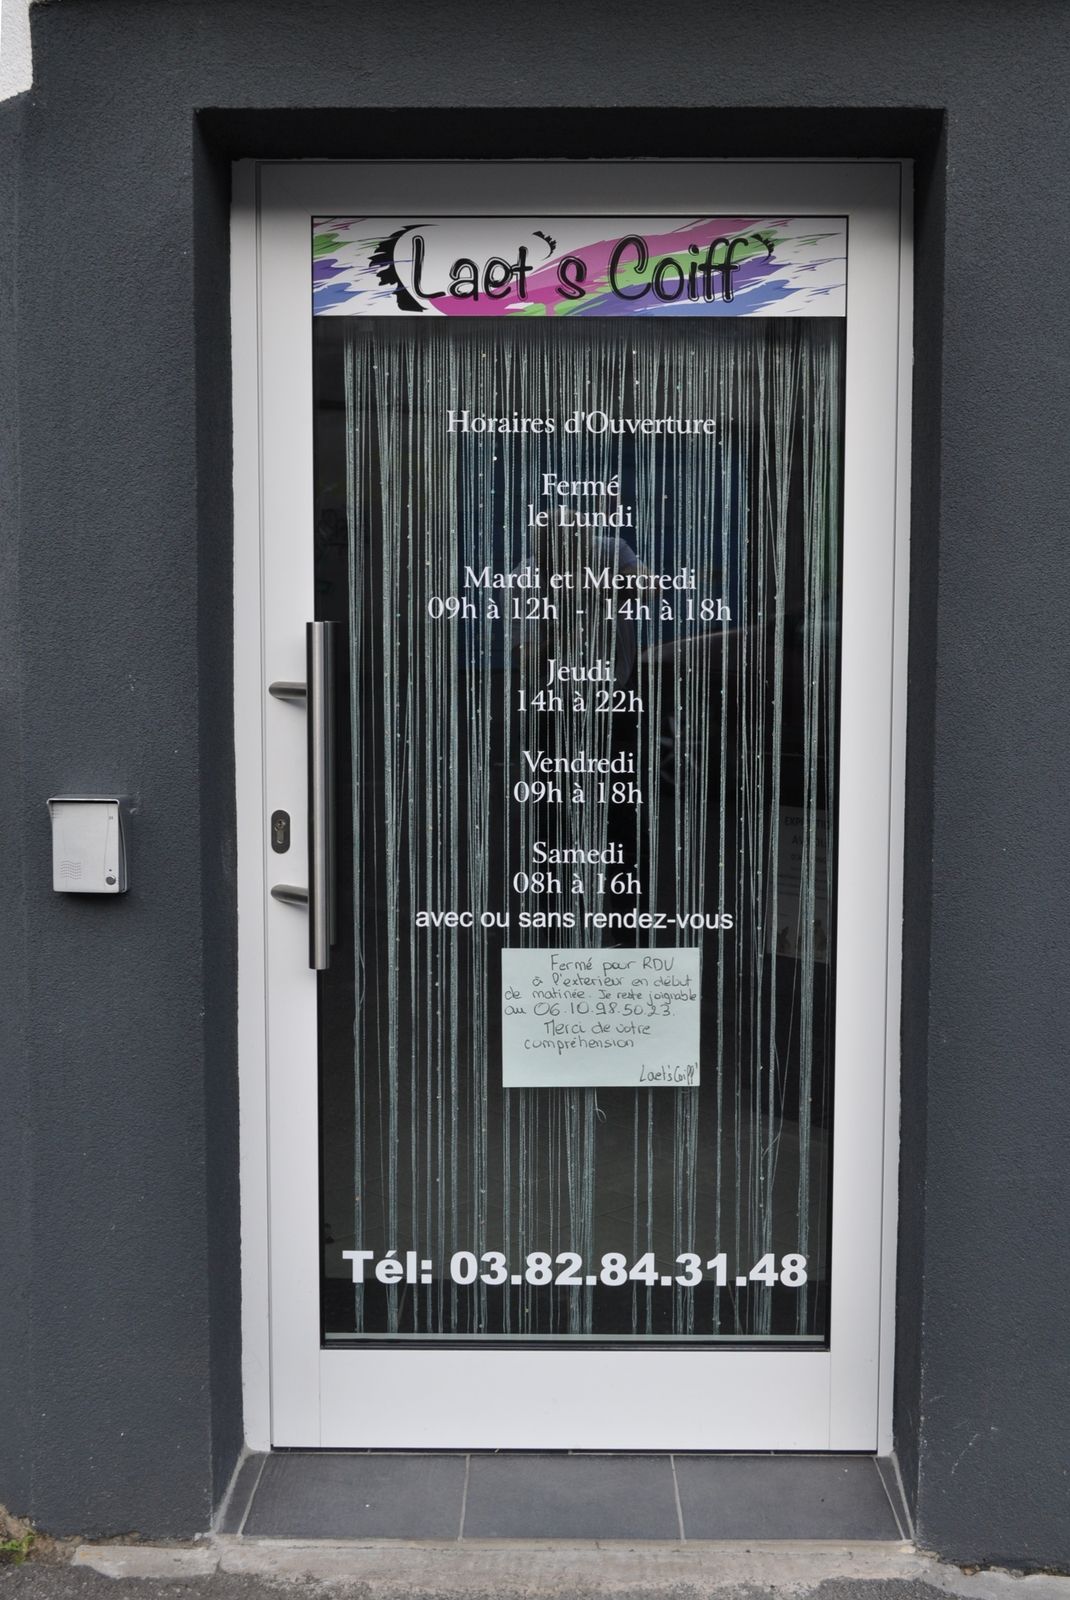 Laet's Coiff'
Horaires d'Ouverture
Fermé
le Lundi
Mardi et Mercredi
09h à 12h - 14h à 18h
Jeudi
14h à 22h
Vendredi
09h à 18h
Samedi
08h à 16h
avec ou sans rendez-vous
Fermé pour RDV
à l'exterieur en début
de matinée. Je reste joignable
au 06.10.98.50.23.
Merci de votre
compréhension
Laet'sCoiff'
Tél: 03.82.84.31.48